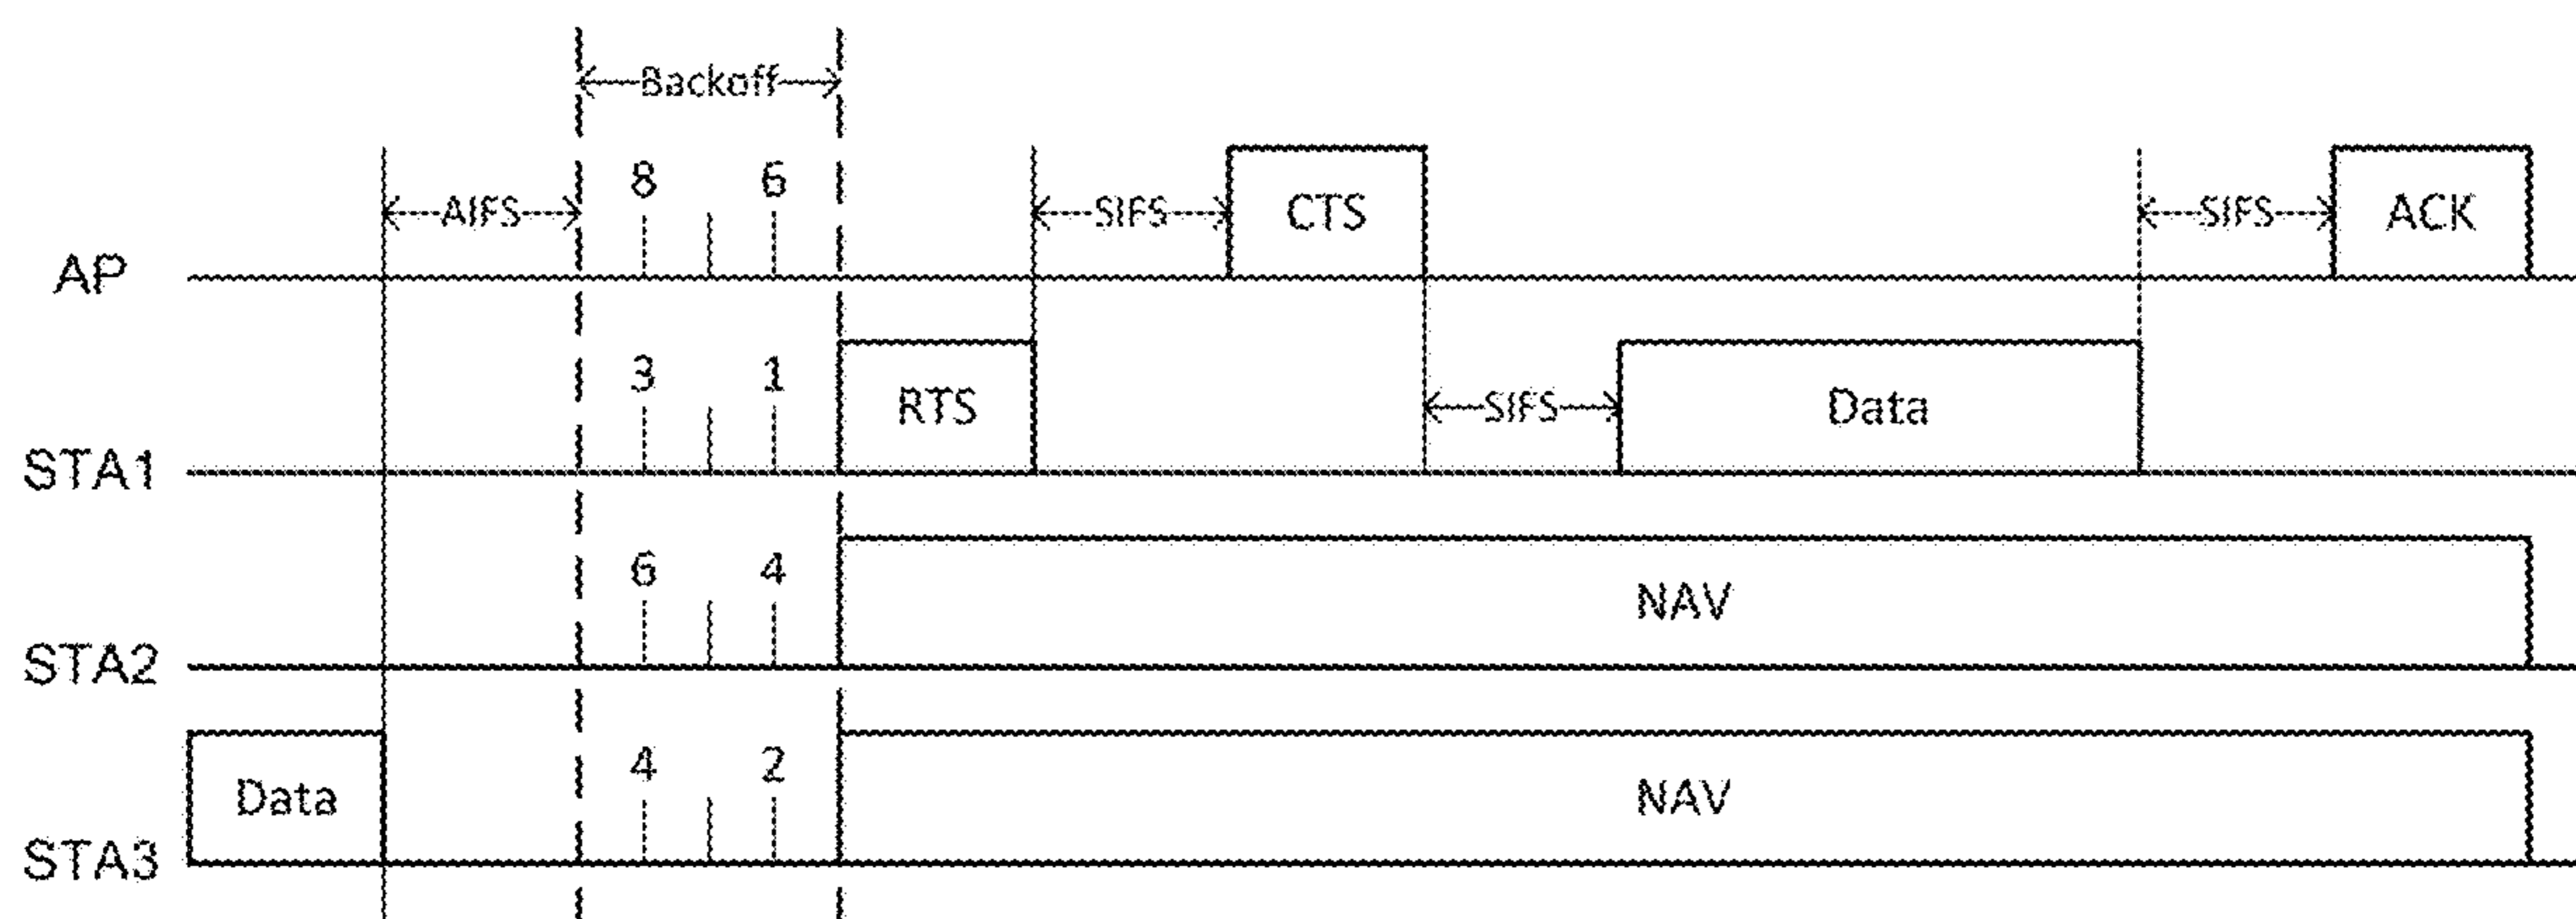 Backoff
8 6
AIFS SIFS CTS SIFS ACK
AP
3 1
RTS SIFS Data
STA1
6 4
NAV
STA2
4 2
Data NAV
STA3